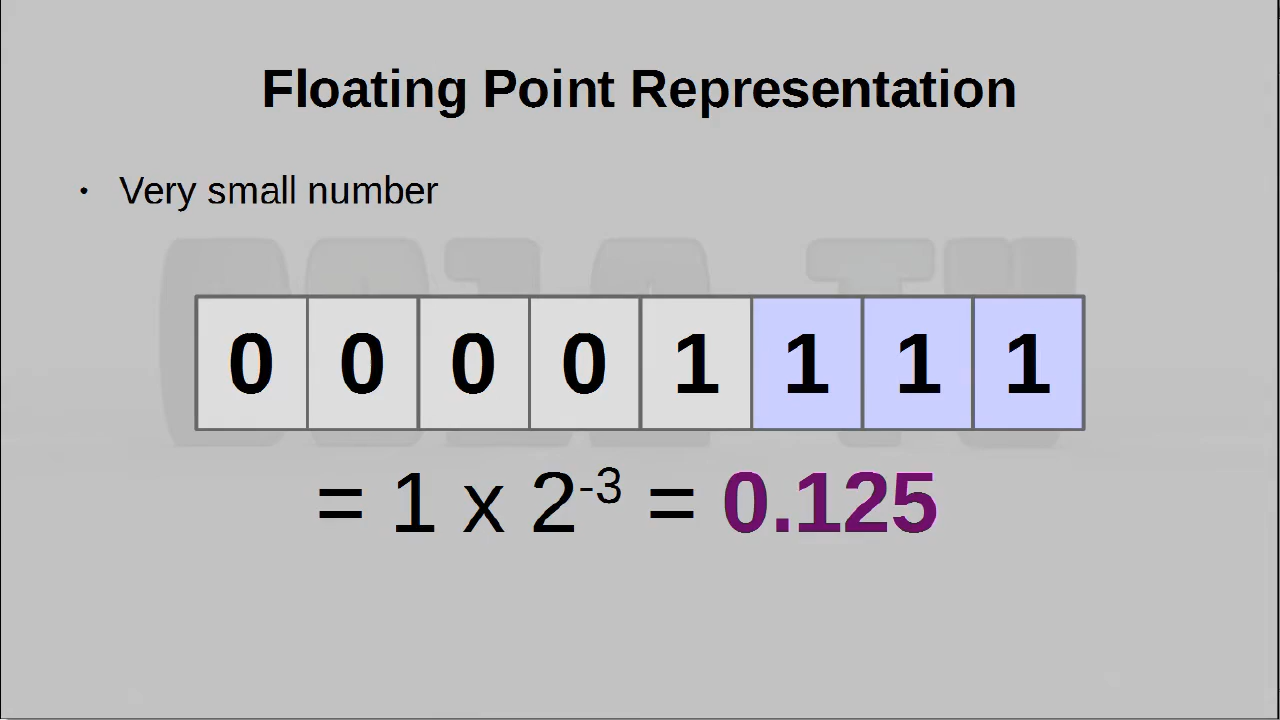 Floating Point Representation
• Very small number
0 0 0 0 1 1 1 1
= 1 x 2⁻³ = 0.125